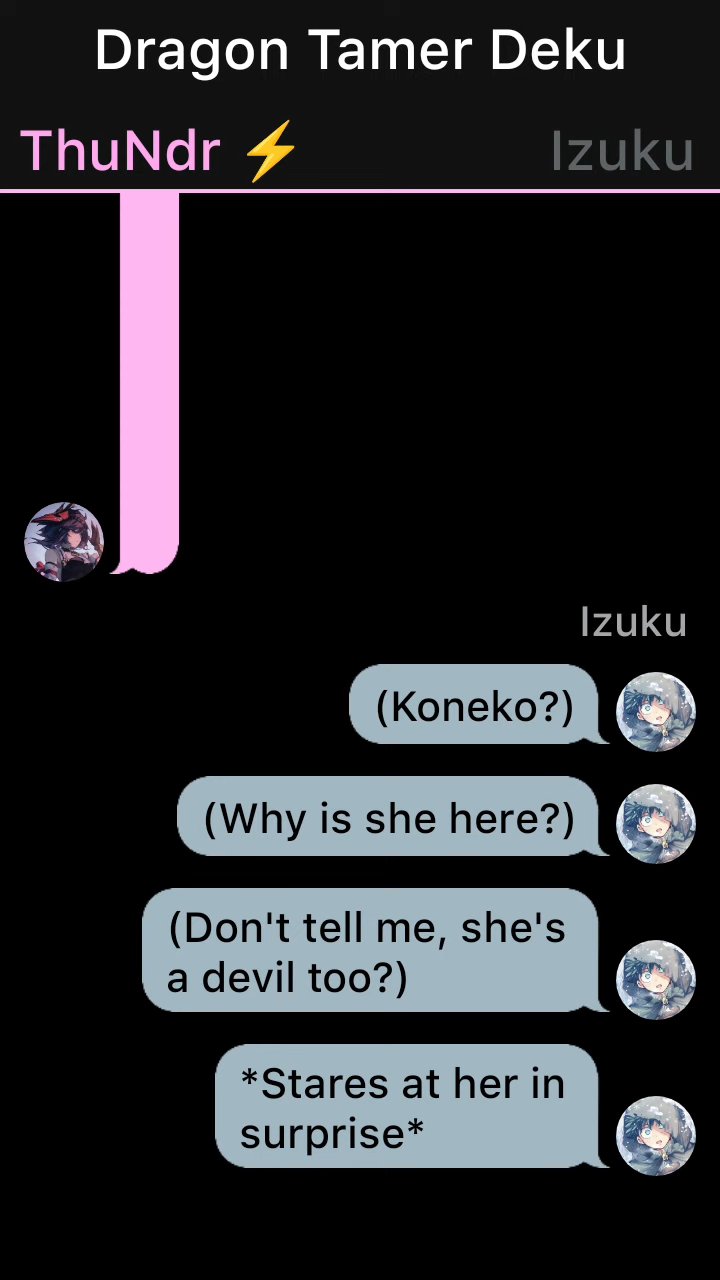 Dragon Tamer Deku
ThuNdr ⚡ Izuku
Izuku
(Koneko?)
(Why is she here?)
(Don't tell me, she's
a devil too?)
*Stares at her in
surprise*